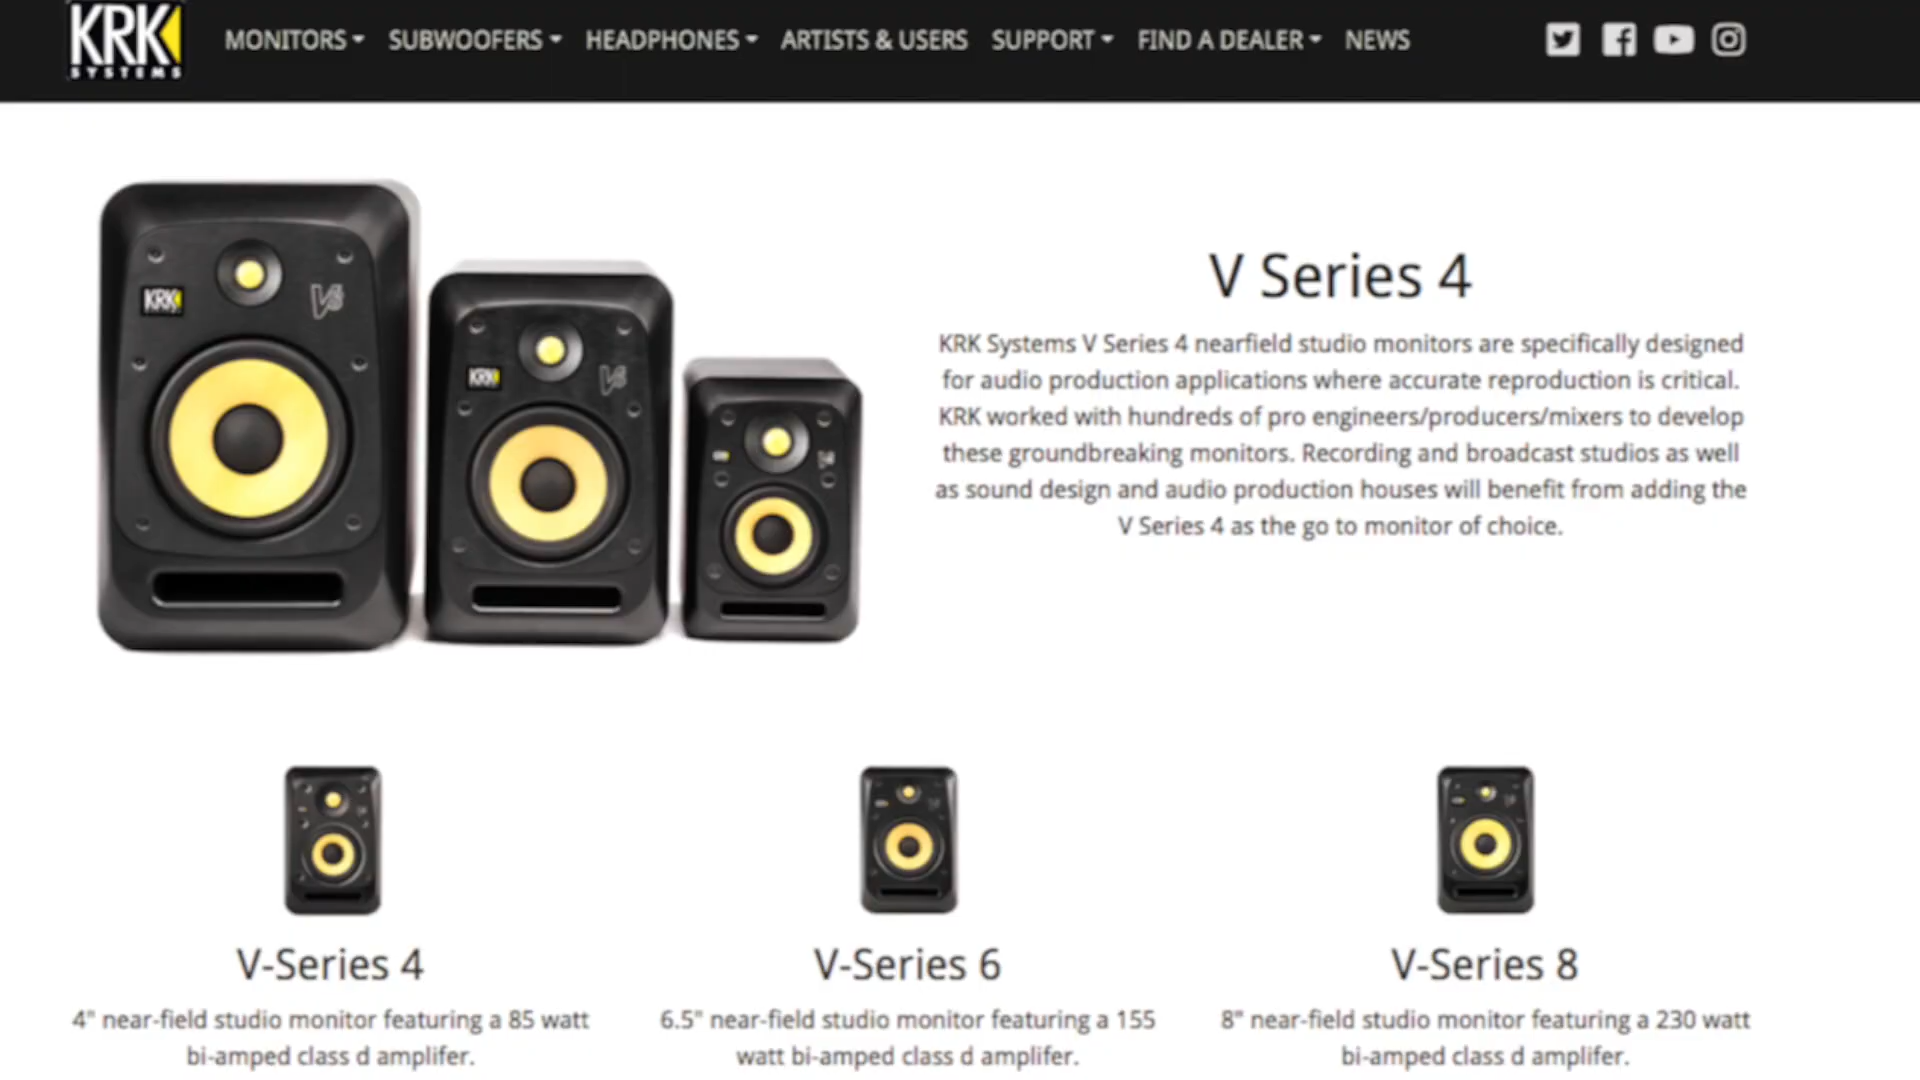 KRK
SYSTEMS
MONITORS SUBWOOFERS HEADPHONES ARTISTS & USERS SUPPORT FIND A DEALER NEWS
KRK V8
KRK V6
KRK V4
V Series 4
KRK Systems V Series 4 nearfield studio monitors are specifically designed
for audio production applications where accurate reproduction is critical.
KRK worked with hundreds of pro engineers/producers/mixers to develop
these groundbreaking monitors. Recording and broadcast studios as well
as sound design and audio production houses will benefit from adding the
V Series 4 as the go to monitor of choice.
V-Series 4
4" near-field studio monitor featuring a 85 watt
bi-amped class d amplifer.
V-Series 6
6.5" near-field studio monitor featuring a 155
watt bi-amped class d amplifer.
V-Series 8
8" near-field studio monitor featuring a 230 watt
bi-amped class d amplifer.